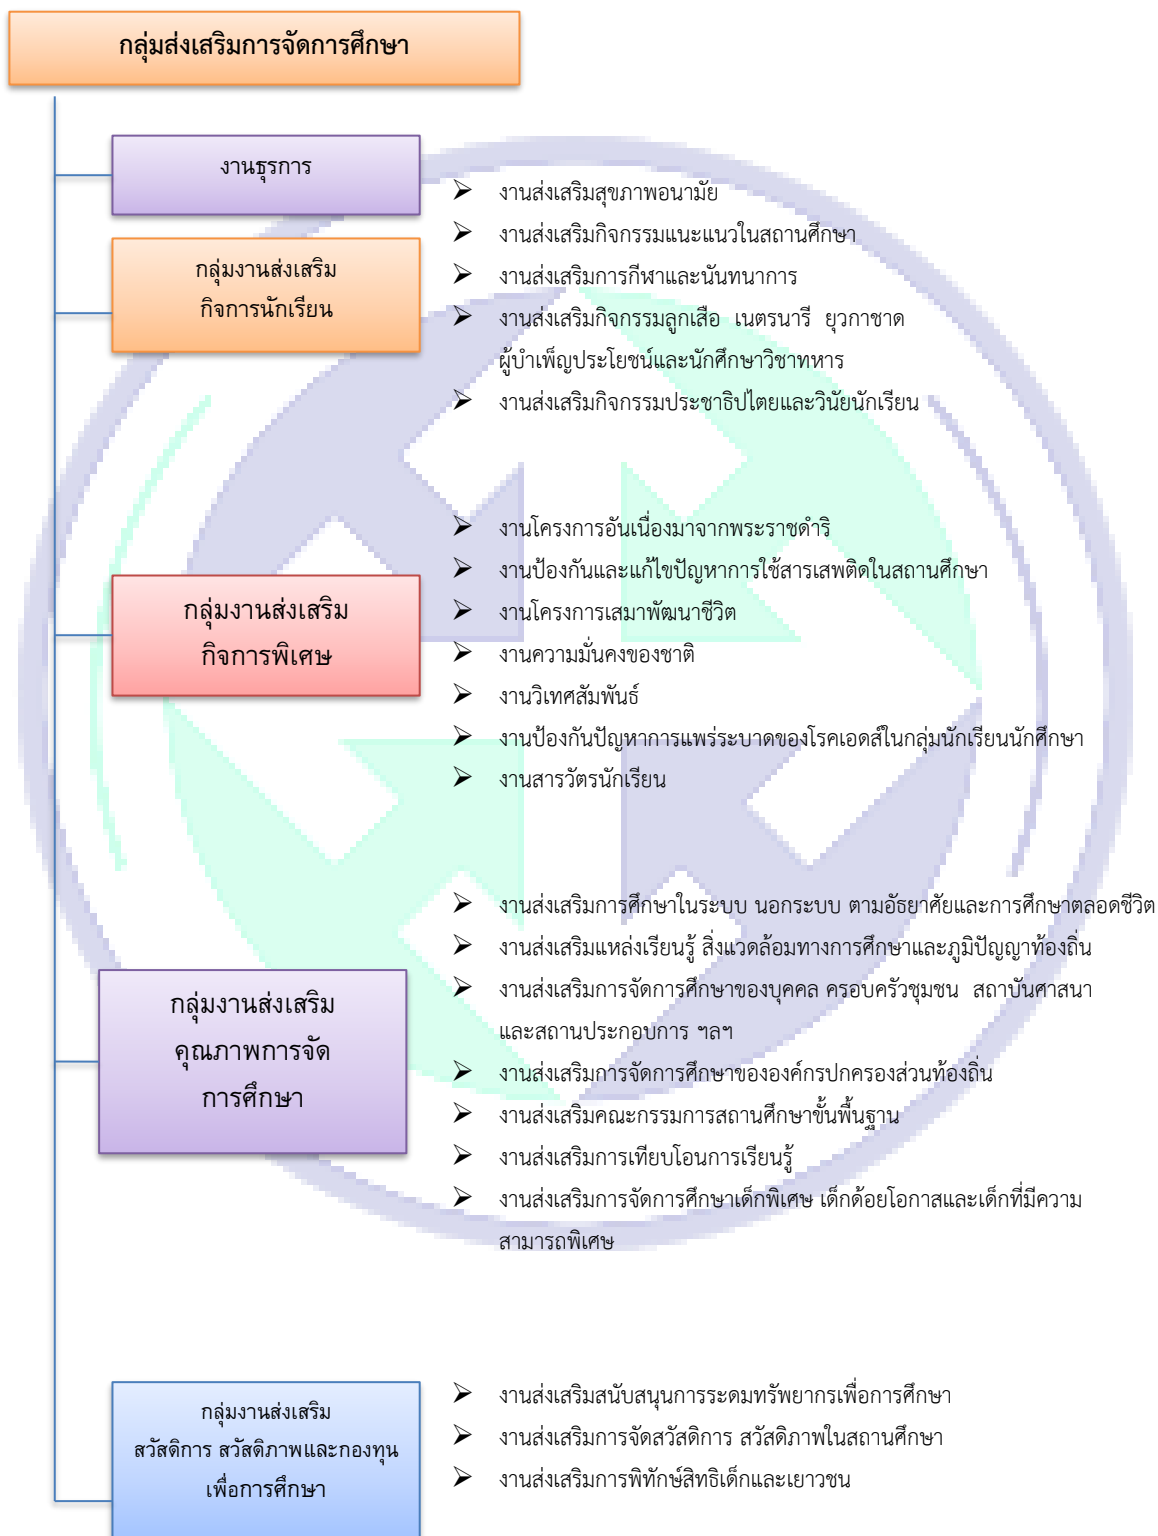 กลุ่มส่งเสริมการจัดการศึกษา
งานธุรการ
กลุ่มงานส่งเสริม
กิจการนักเรียน
➢ งานส่งเสริมสุขภาพอนามัย
➢ งานส่งเสริมกิจกรรมแนะแนวในสถานศึกษา
➢ งานส่งเสริมการกีฬาและนันทนาการ
➢ งานส่งเสริมกิจกรรมลูกเสือ เนตรนารี ยุวกาชาด
ผู้บำเพ็ญประโยชน์และนักศึกษาวิชาทหาร
➢ งานส่งเสริมกิจกรรมประชาธิปไตยและวินัยนักเรียน
กลุ่มงานส่งเสริม
กิจการพิเศษ
➢ งานโครงการอันเนื่องมาจากพระราชดำริ
➢ งานป้องกันและแก้ไขปัญหาการใช้สารเสพติดในสถานศึกษา
➢ งานโครงการเสมาพัฒนาชีวิต
➢ งานความมั่นคงของชาติ
➢ งานวิเทศสัมพันธ์
➢ งานป้องกันปัญหาการแพร่ระบาดของโรคเอดส์ในกลุ่มนักเรียนนักศึกษา
➢ งานสารวัตรนักเรียน
กลุ่มงานส่งเสริม
คุณภาพการจัด
การศึกษา
➢ งานส่งเสริมการศึกษาในระบบ นอกระบบ ตามอัธยาศัยและการศึกษาตลอดชีวิต
➢ งานส่งเสริมแหล่งเรียนรู้ สิ่งแวดล้อมทางการศึกษาและภูมิปัญญาท้องถิ่น
➢ งานส่งเสริมการจัดการศึกษาของบุคคล ครอบครัวชุมชน สถาบันศาสนา
และสถานประกอบการ ฯลฯ
➢ งานส่งเสริมการจัดการศึกษาขององค์กรปกครองส่วนท้องถิ่น
➢ งานส่งเสริมคณะกรรมการสถานศึกษาขั้นพื้นฐาน
➢ งานส่งเสริมการเทียบโอนการเรียนรู้
➢ งานส่งเสริมการจัดการศึกษาเด็กพิเศษ เด็กด้อยโอกาสและเด็กที่มีความ
สามารถพิเศษ
กลุ่มงานส่งเสริม
สวัสดิการ สวัสดิภาพและกองทุน
เพื่อการศึกษา
➢ งานส่งเสริมสนับสนุนการระดมทรัพยากรเพื่อการศึกษา
➢ งานส่งเสริมการจัดสวัสดิการ สวัสดิภาพในสถานศึกษา
➢ งานส่งเสริมการพิทักษ์สิทธิเด็กและเยาวชน